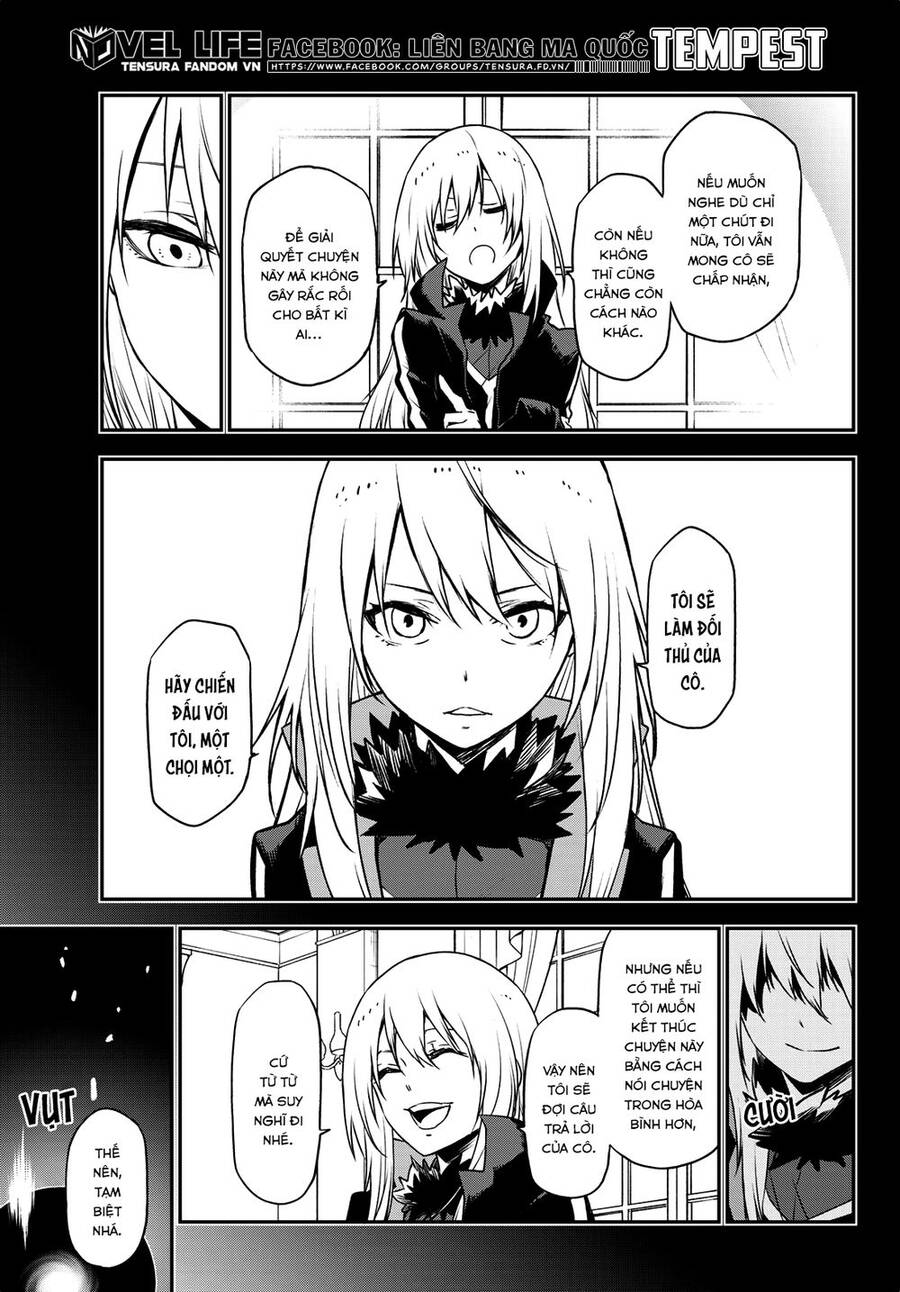 NOVEL LIFE
TENSURA FANDOM VN
FACEBOOK: LIÊN BANG MA QUỐC
HTTPS://WWW.FACEBOOK.COM/GROUPS/TENSURA.FD.VN/
TEMPEST
NẾU MUỐN
NGHE DÙ CHỈ
MỘT CHÚT ĐI
NỮA, TÔI VẪN
MONG CÔ SẼ
CHẤP NHẬN,
CÒN NẾU
KHÔNG
THÌ CŨNG
CHẲNG CÒN
CÁCH NÀO
KHÁC.
ĐỂ GIẢI
QUYẾT CHUYỆN
NÀY MÀ KHÔNG
GÂY RẮC RỐI
CHO BẤT KÌ
AI...
TÔI SẼ
LÀM ĐỐI
THỦ CỦA
CÔ.
HÃY CHIẾN
ĐẤU VỚI
TÔI, MỘT
CHỌI MỘT.
CƯỜI
NHƯNG NẾU
CÓ THỂ THÌ
TÔI MUỐN
KẾT THÚC
CHUYỆN NÀY
BẰNG CÁCH
NÓI CHUYỆN
TRONG HÒA
BÌNH HƠN,
VẬY NÊN
TÔI SẼ
ĐỢI CÂU
TRẢ LỜI
CỦA CÔ.
CỨ
TỪ TỪ
MÀ SUY
NGHĨ ĐI
NHÉ.
VỤT
THẾ
NÊN,
TẠM
BIỆT
NHÁ.